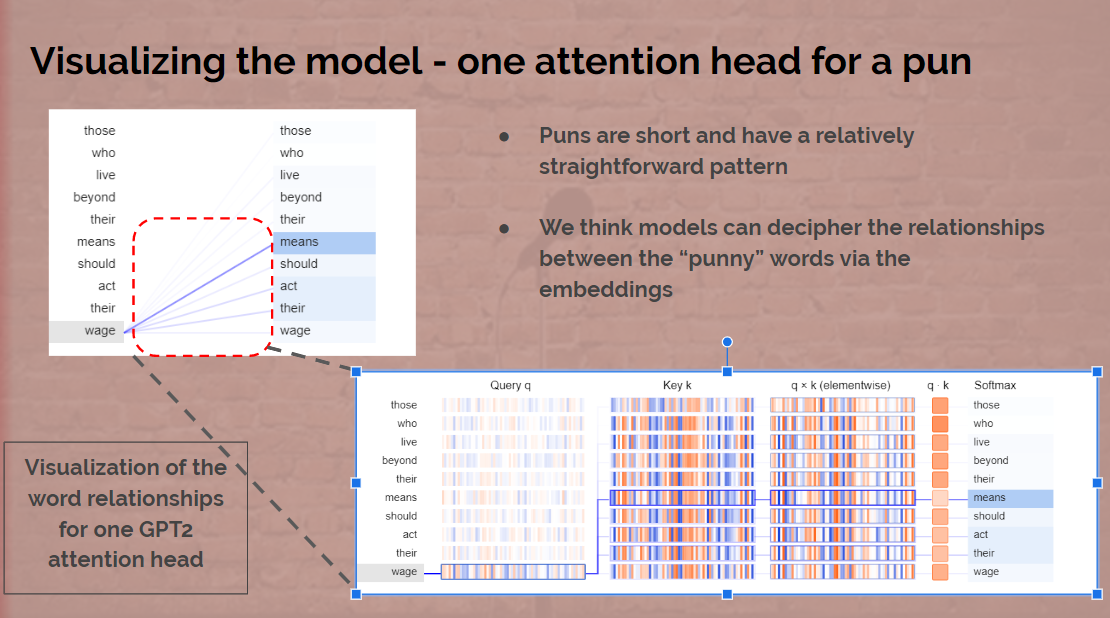 Visualizing the model - one attention head for a pun
those those
who who
live live
beyond beyond
their their
means means
should should
act act
their their
wage wage
● Puns are short and have a relatively
straightforward pattern
● We think models can decipher the relationships
between the “punny” words via the
embeddings
Visualization of the
word relationships
for one GPT2
attention head
Query q Key k q × k (elementwise) q · k Softmax
those those
who who
live live
beyond beyond
their their
means means
should should
act act
their their
wage wage